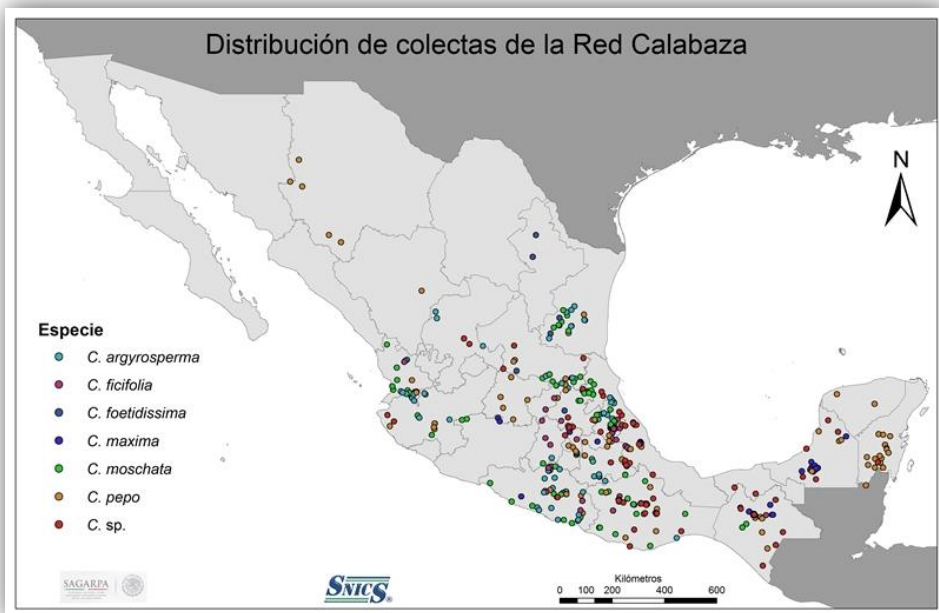 Distribución de colectas de la Red Calabaza
N
Especie
C. argyrosperma
C. ficifolia
C. foetidissima
C. maxima
C. moschata
C. pepo
C. sp.
SAGARPA
SNICS®
Kilómetros
0 100 200 400 600